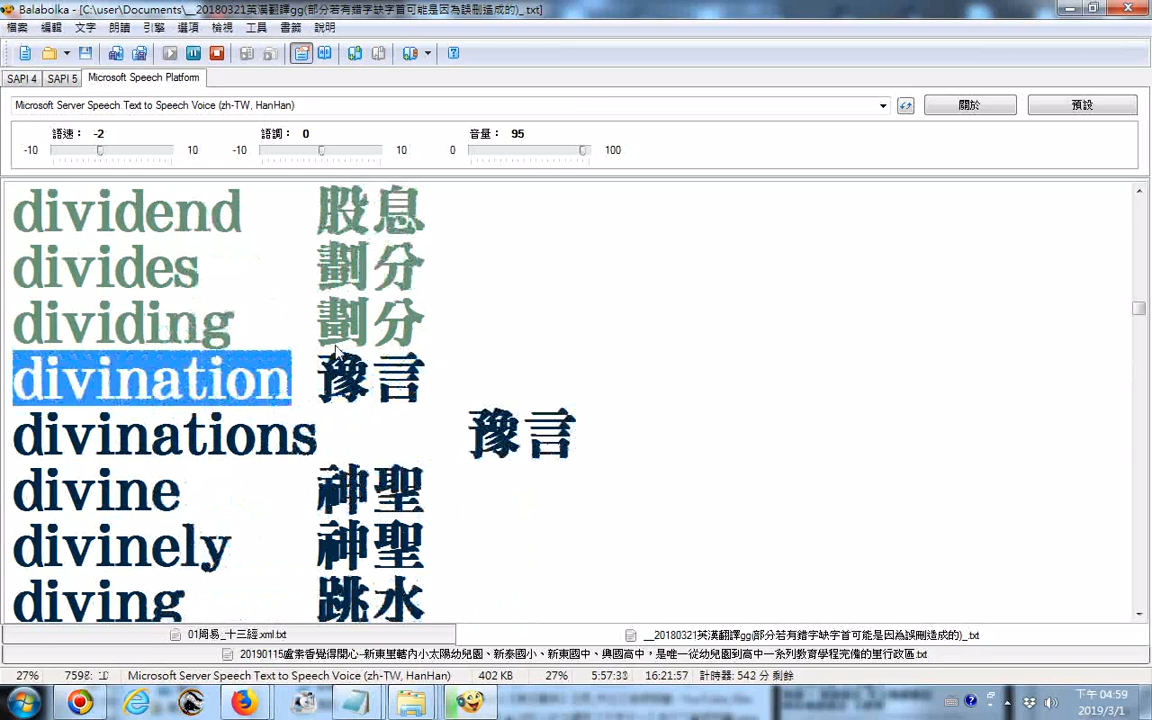 Balabolka - [C:\user\Documents\__20180321英漢翻譯gg(部分若有錯字缺字首可能是因為誤刪造成的)_.txt]
檔案 編輯 文字 朗讀 引擎 選項 檢視 工具 書籤 說明
SAPI 4 SAPI 5 Microsoft Speech Platform
Microsoft Server Speech Text to Speech Voice (zh-TW, HanHan) 關於 預設
語速： -2 語調： 0 音量： 95
-10 10 -10 10 0 100
dividend 股息
divides 劃分
dividing 劃分
divination 豫言
divinations 豫言
divine 神聖
divinely 神聖
diving 跳水
01周易_十三經.xml.txt __20180321英漢翻譯gg(部分若有錯字缺字首可能是因為誤刪造成的)_.txt
20190115盧素香覺得開心-新東里轄內小太陽幼兒園、新泰國小、新東國中、興國高中，是唯一從幼兒園到高中一系列教育學程完備的里行政區.txt
27% Microsoft Server Speech Text to Speech Voice (zh-TW, HanHan) 402 KB 27% 5:57:38 16:21:57 計時器: 542 分 剩餘
下午 04:59
2019/3/1